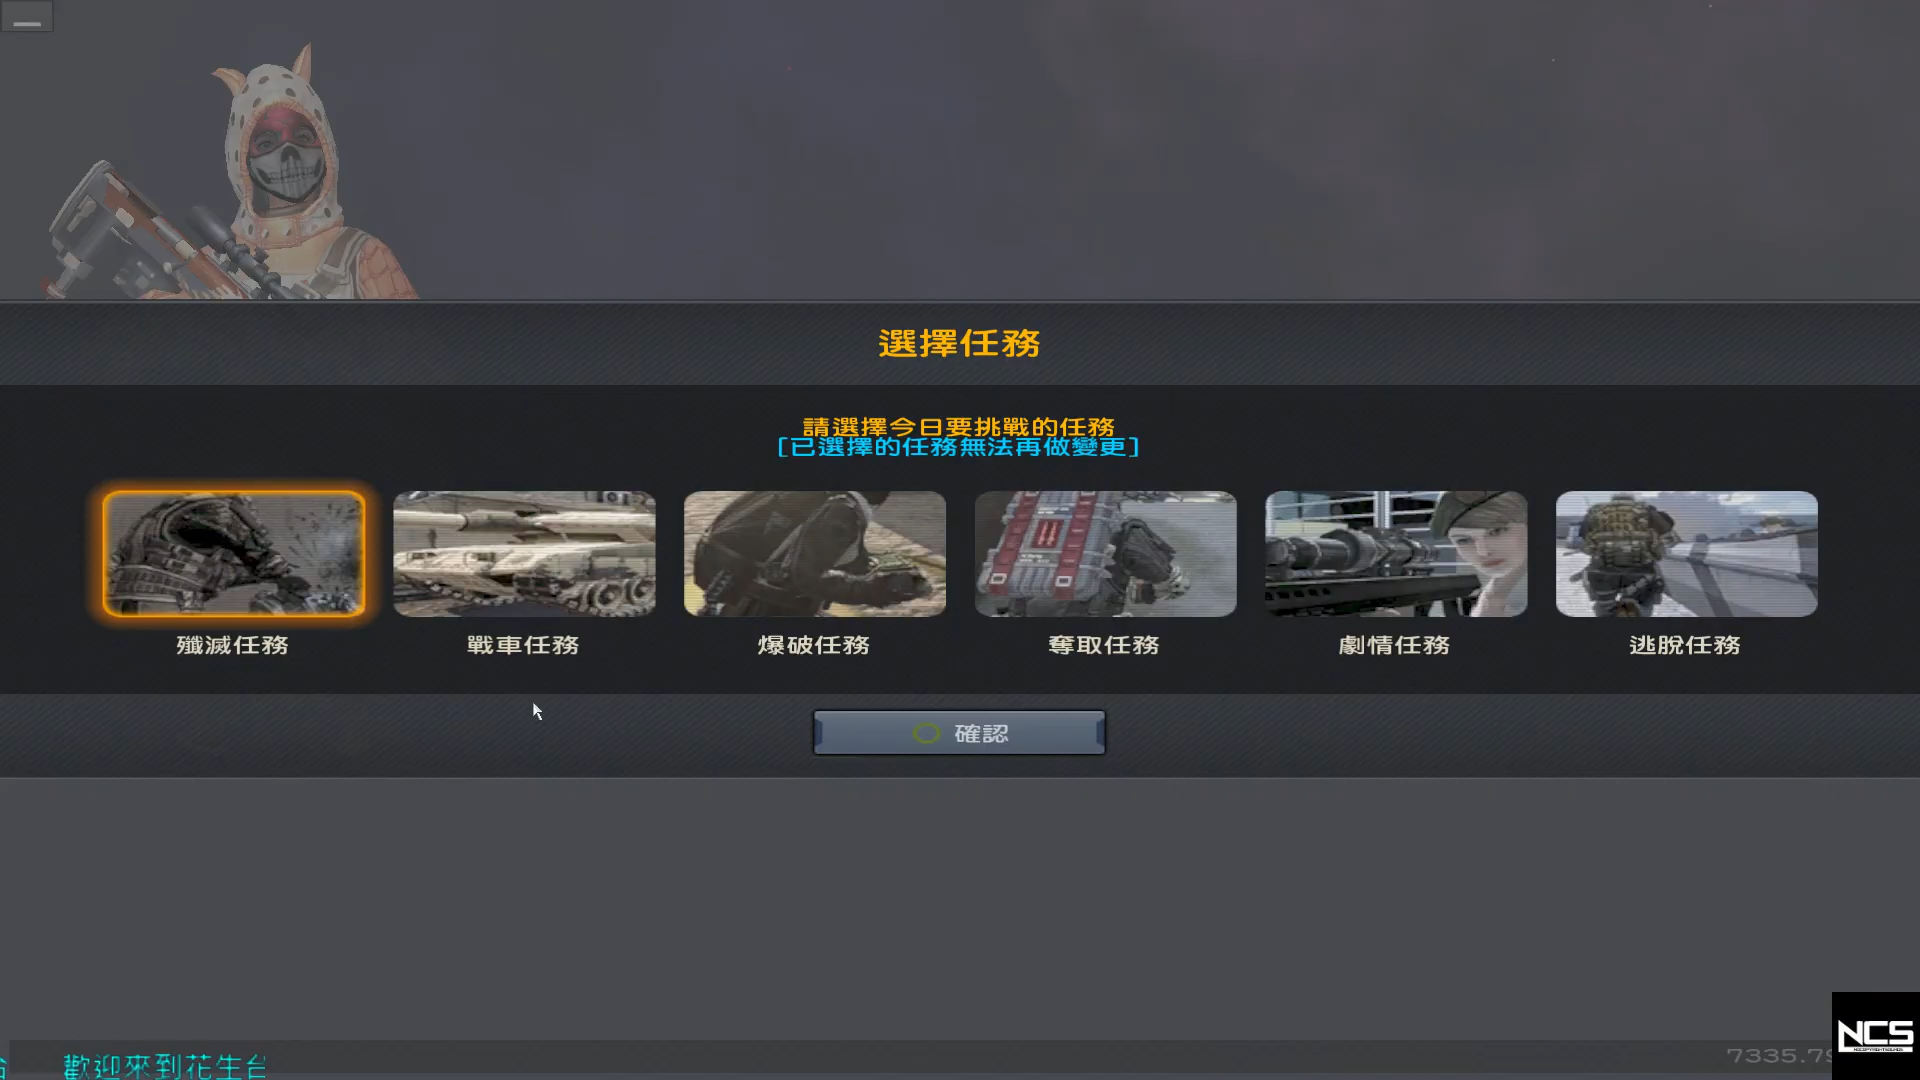 選擇任務
請選擇今日要挑戰的任務
[已選擇的任務無法再做變更]
殲滅任務
戰車任務
爆破任務
奪取任務
劇情任務
逃脫任務
確認
歡迎來到花生台
7335.79
NCS